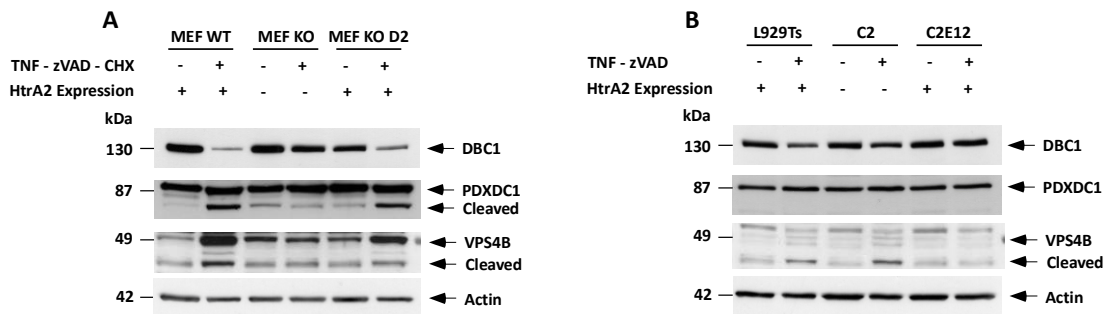 A
MEF WT MEF KO MEF KO D2
TNF - zVAD - CHX - + - + - +
HtrA2 Expression + + - - + +
kDa
130 DBC1
87 PDXDC1
Cleaved
49 VPS4B
Cleaved
42 Actin
B
L929Ts C2 C2E12
TNF - zVAD - + - + - +
HtrA2 Expression + + - - + +
kDa
130 DBC1
87 PDXDC1
49 VPS4B
Cleaved
42 Actin